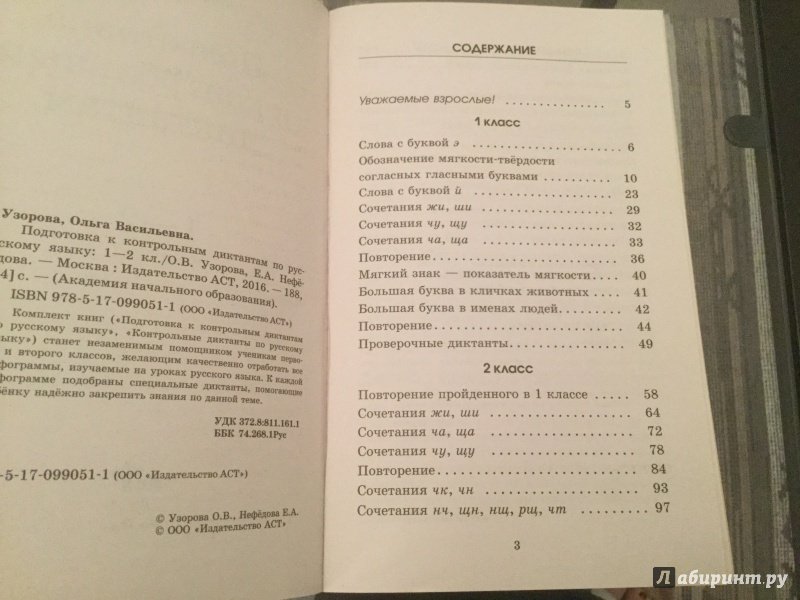 Узорова, Ольга Васильевна.
Подготовка к контрольным диктантам по рус-
скому языку: 1—2 кл./О.В. Узорова, Е.А. Нефё-
дова. — Москва : Издательство АСТ, 2016. — 188,
4] с. — (Академия начального образования).
ISBN 978-5-17-099051-1 (ООО «Издательство АСТ»)
Комплект книг («Подготовка к контрольным диктантам
о русскому языку», «Контрольные диктанты по русскому
зыку») станет незаменимым помощником ученикам перво-
и второго классов, желающим качественно отработать все
рограммы, изучаемые на уроках русского языка. К каждой
рограмме подобраны специальные диктанты, помогающие
бёнку надёжно закрепить знания по данной теме.
УДК 372.8:811.161.1
ББК 74.268.1Рус
-5-17-099051-1 (ООО «Издательство АСТ»)
© Узорова О.В., Нефёдова Е.А.
© ООО «Издательство АСТ»
СОДЕРЖАНИЕ
Уважаемые взрослые! . . . . . . . . . . . . . . 5
1 класс
Слова с буквой э . . . . . . . . . . . . . . . . . 6
Обозначение мягкости-твёрдости
согласных гласными буквами . . . . . . . . . . 10
Слова с буквой й . . . . . . . . . . . . . . . . 23
Сочетания жи, ши . . . . . . . . . . . . . . . 29
Сочетания чу, щу . . . . . . . . . . . . . . . 32
Сочетания ча, ща . . . . . . . . . . . . . . . 33
Повторение . . . . . . . . . . . . . . . . . . . 36
Мягкий знак — показатель мягкости . . . . 40
Большая буква в кличках животных . . . . 41
Большая буква в именах людей. . . . . . . . 42
Повторение . . . . . . . . . . . . . . . . . . . 44
Проверочные диктанты. . . . . . . . . . . . . 49
2 класс
Повторение пройденного в 1 классе . . . . . 58
Сочетания жи, ши . . . . . . . . . . . . . . . 64
Сочетания ча, ща . . . . . . . . . . . . . . . 72
Сочетания чу, щу . . . . . . . . . . . . . . . 78
Повторение. . . . . . . . . . . . . . . . . . . . 84
Сочетания чк, чн . . . . . . . . . . . . . . . 93
Сочетания нч, щн, нщ, рщ, чт . . . . . . . . 97
3
Лабиринт.ру